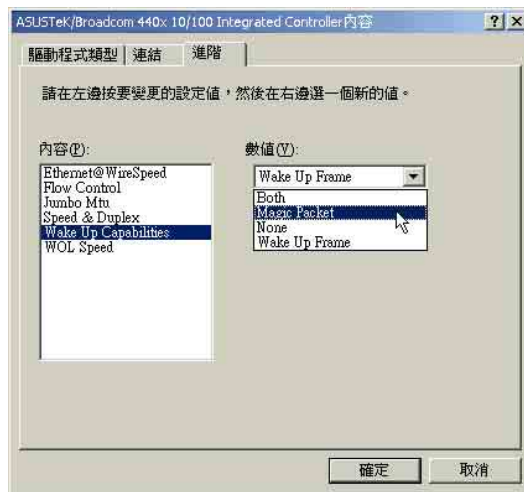 ASUSTeK/Broadcom 440x 10/100 Integrated Controller內容
驅動程式類型 連結 進階
請在左邊按要變更的設定值，然後在右邊選一個新的值。
內容(P):
Ethernet@WireSpeed
Flow Control
Jumbo Mtu
Speed & Duplex
Wake Up Capabilities
WOL Speed
數值(V):
Wake Up Frame
Both
Magic Packet
None
Wake Up Frame
確定 取消